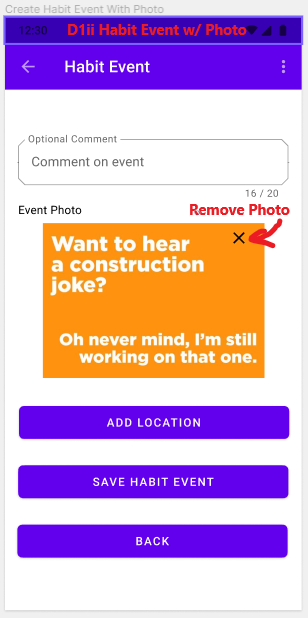 Create Habit Event With Photo
12:30
D1ii Habit Event w/ Photo
Habit Event
Optional Comment
Comment on event
16 / 20
Event Photo
Remove Photo
Want to hear
a construction
joke?
Oh never mind, I'm still
working on that one.
ADD LOCATION
SAVE HABIT EVENT
BACK